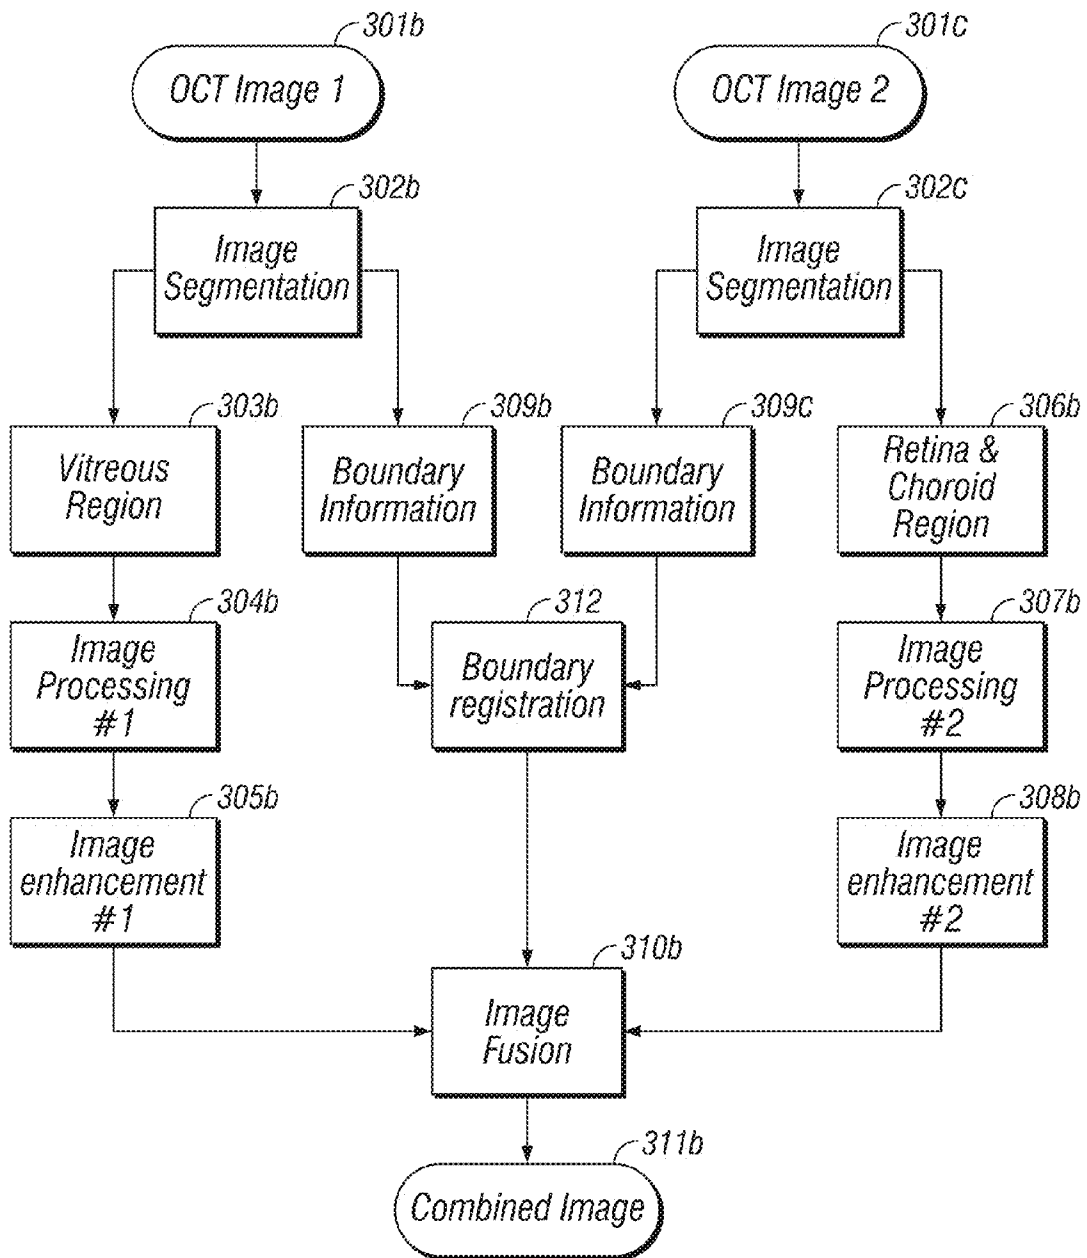 301b
OCT Image 1
301c
OCT Image 2
302b
Image
Segmentation
302c
Image
Segmentation
303b
Vitreous
Region
309b
Boundary
Information
309c
Boundary
Information
306b
Retina &
Choroid
Region
304b
Image
Processing
#1
312
Boundary
registration
307b
Image
Processing
#2
305b
Image
enhancement
#1
308b
Image
enhancement
#2
310b
Image
Fusion
311b
Combined Image